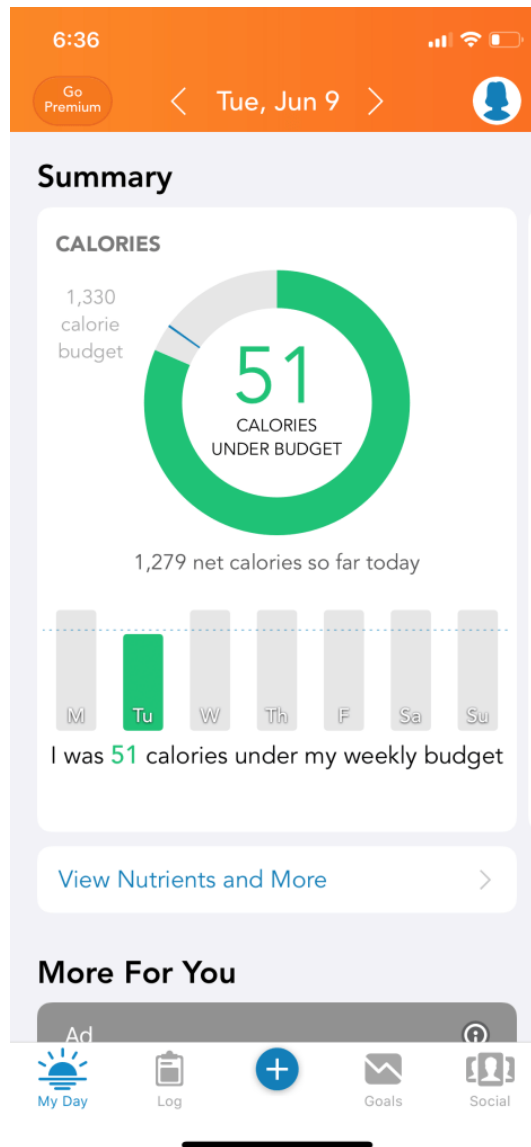 6:36
Go
Premium
Tue, Jun 9
Summary
CALORIES
1,330
calorie
budget
51
CALORIES
UNDER BUDGET
1,279 net calories so far today
M Tu W Th F Sa Su
I was 51 calories under my weekly budget
View Nutrients and More
More For You
Ad
My Day Log Goals Social